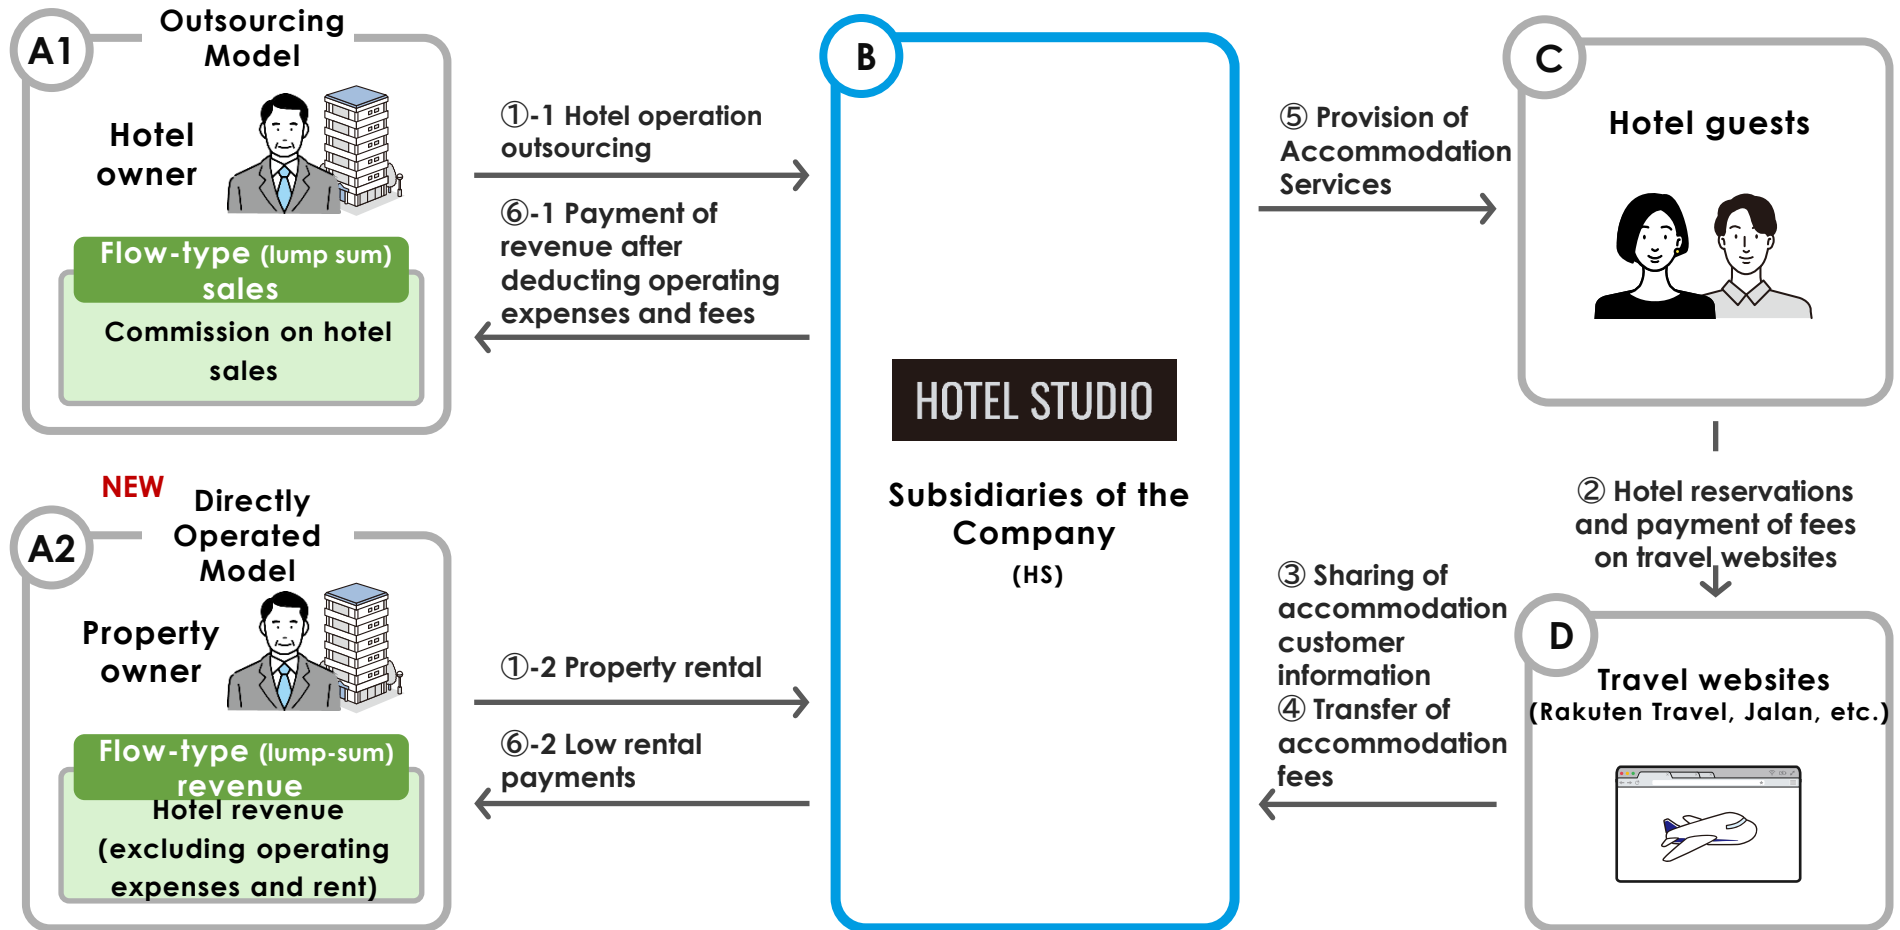 A1
Outsourcing
Model
Hotel
owner
Flow-type (lump sum)
sales
Commission on hotel
sales
①-1 Hotel operation
outsourcing
⑥-1 Payment of
revenue after
deducting operating
expenses and fees
NEW
A2
Directly
Operated
Model
Property
owner
Flow-type (lump-sum)
revenue
Hotel revenue
(excluding operating
expenses and rent)
①-2 Property rental
⑥-2 Low rental
payments
B
HOTEL STUDIO
Subsidiaries of the
Company
(HS)
⑤ Provision of
Accommodation
Services
C
Hotel guests
② Hotel reservations
and payment of fees
on travel websites
③ Sharing of
accommodation
customer
information
④ Transfer of
accommodation
fees
D
Travel websites
(Rakuten Travel, Jalan, etc.)